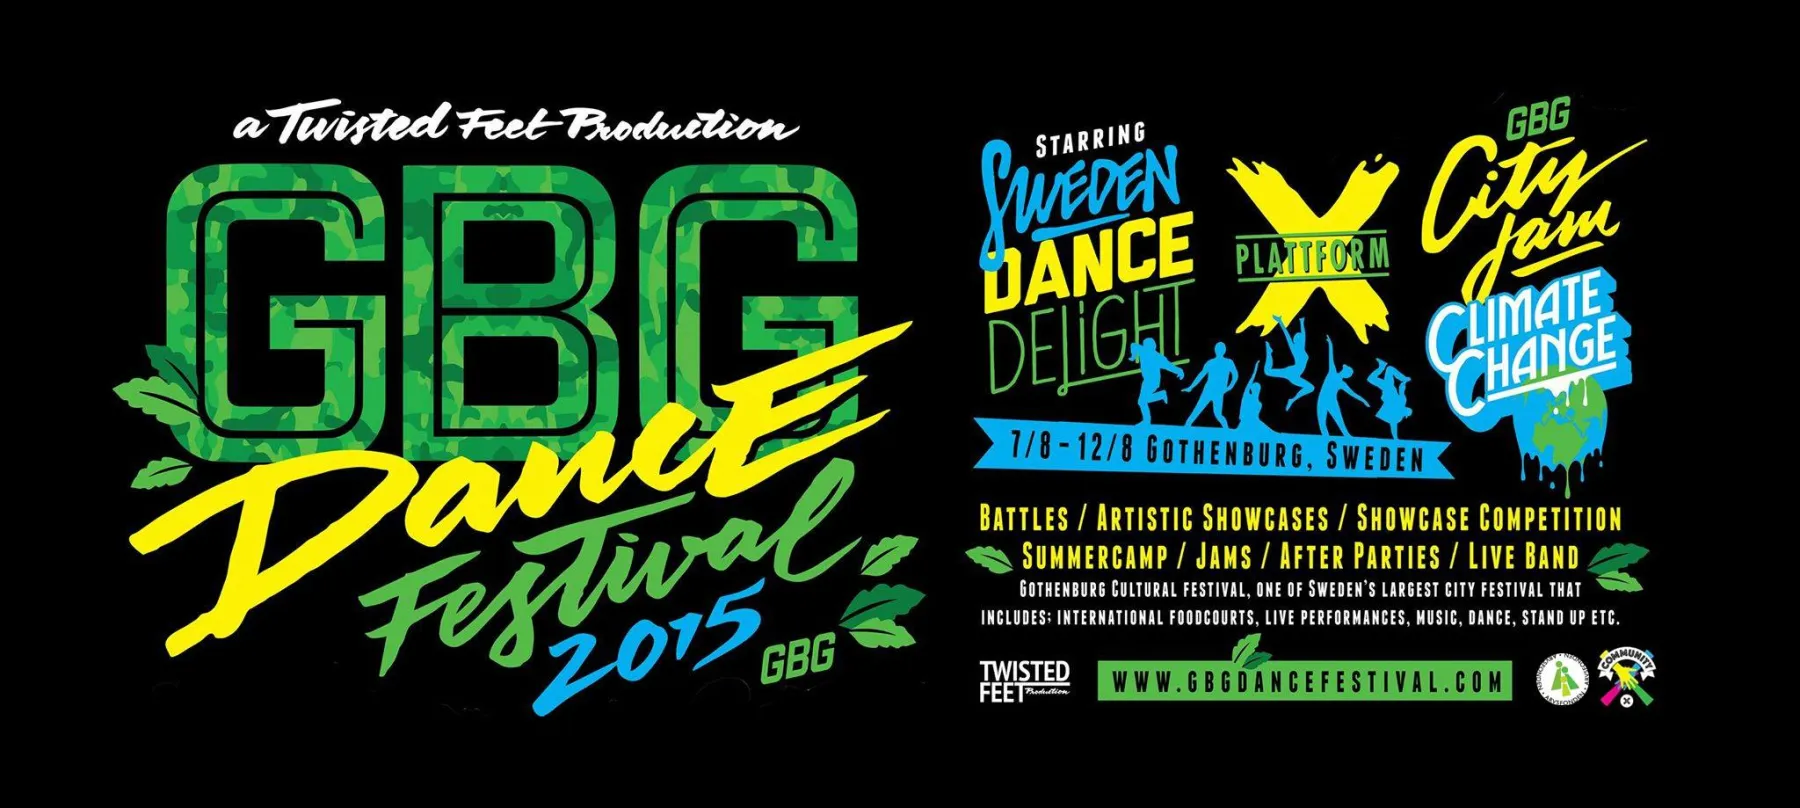 a Twisted Feet Production
GBG
Dance
Festival
2015
GBG
STARRING
SWEDEN
DANCE
DELIGHT
X
PLATTFORM
GBG
City
Jam
CLIMATE
CHANGE
7/8 - 12/8 GOTHENBURG, SWEDEN
BATTLES / ARTISTIC SHOWCASES / SHOWCASE COMPETITION
SUMMERCAMP / JAMS / AFTER PARTIES / LIVE BAND
GOTHENBURG CULTURAL FESTIVAL, ONE OF SWEDEN'S LARGEST CITY FESTIVAL THAT
INCLUDES; INTERNATIONAL FOODCOURTS, LIVE PERFORMANCES, MUSIC, DANCE, STAND UP ETC.
TWISTED
FEET Production
WWW.GBGDANCEFESTIVAL.COM
COMMUNITY
X